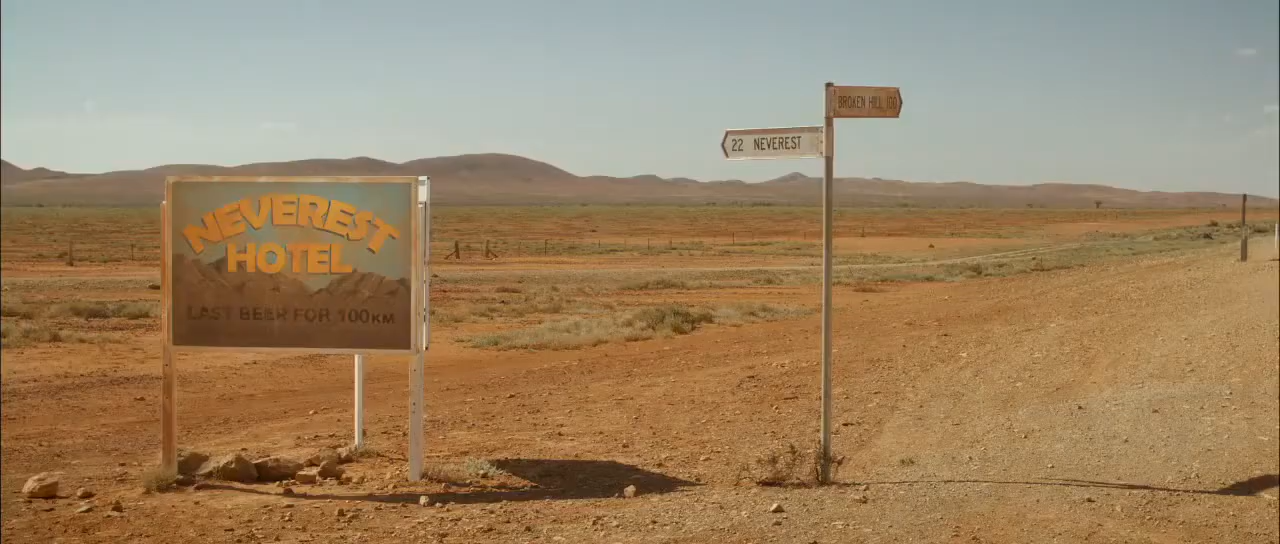 NEVEREST
HOTEL
LAST BEER FOR 100KM
22 NEVEREST
BROKEN HILL 100